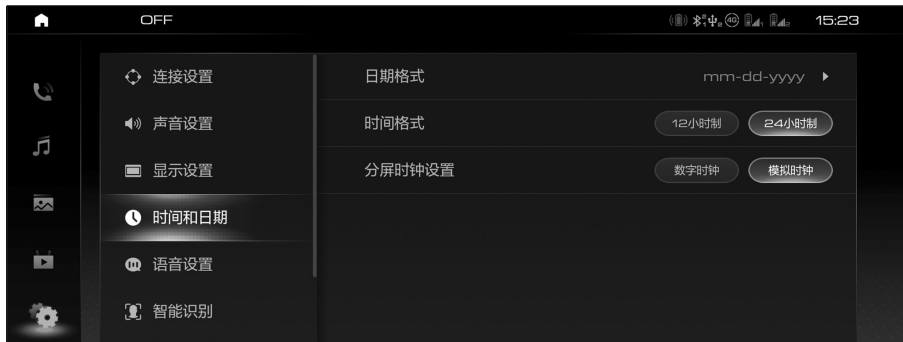 OFF
4G
15:23
连接设置
声音设置
显示设置
时间和日期
语音设置
智能识别
日期格式 mm-dd-yyyy
时间格式 12小时制 24小时制
分屏时钟设置 数字时钟 模拟时钟